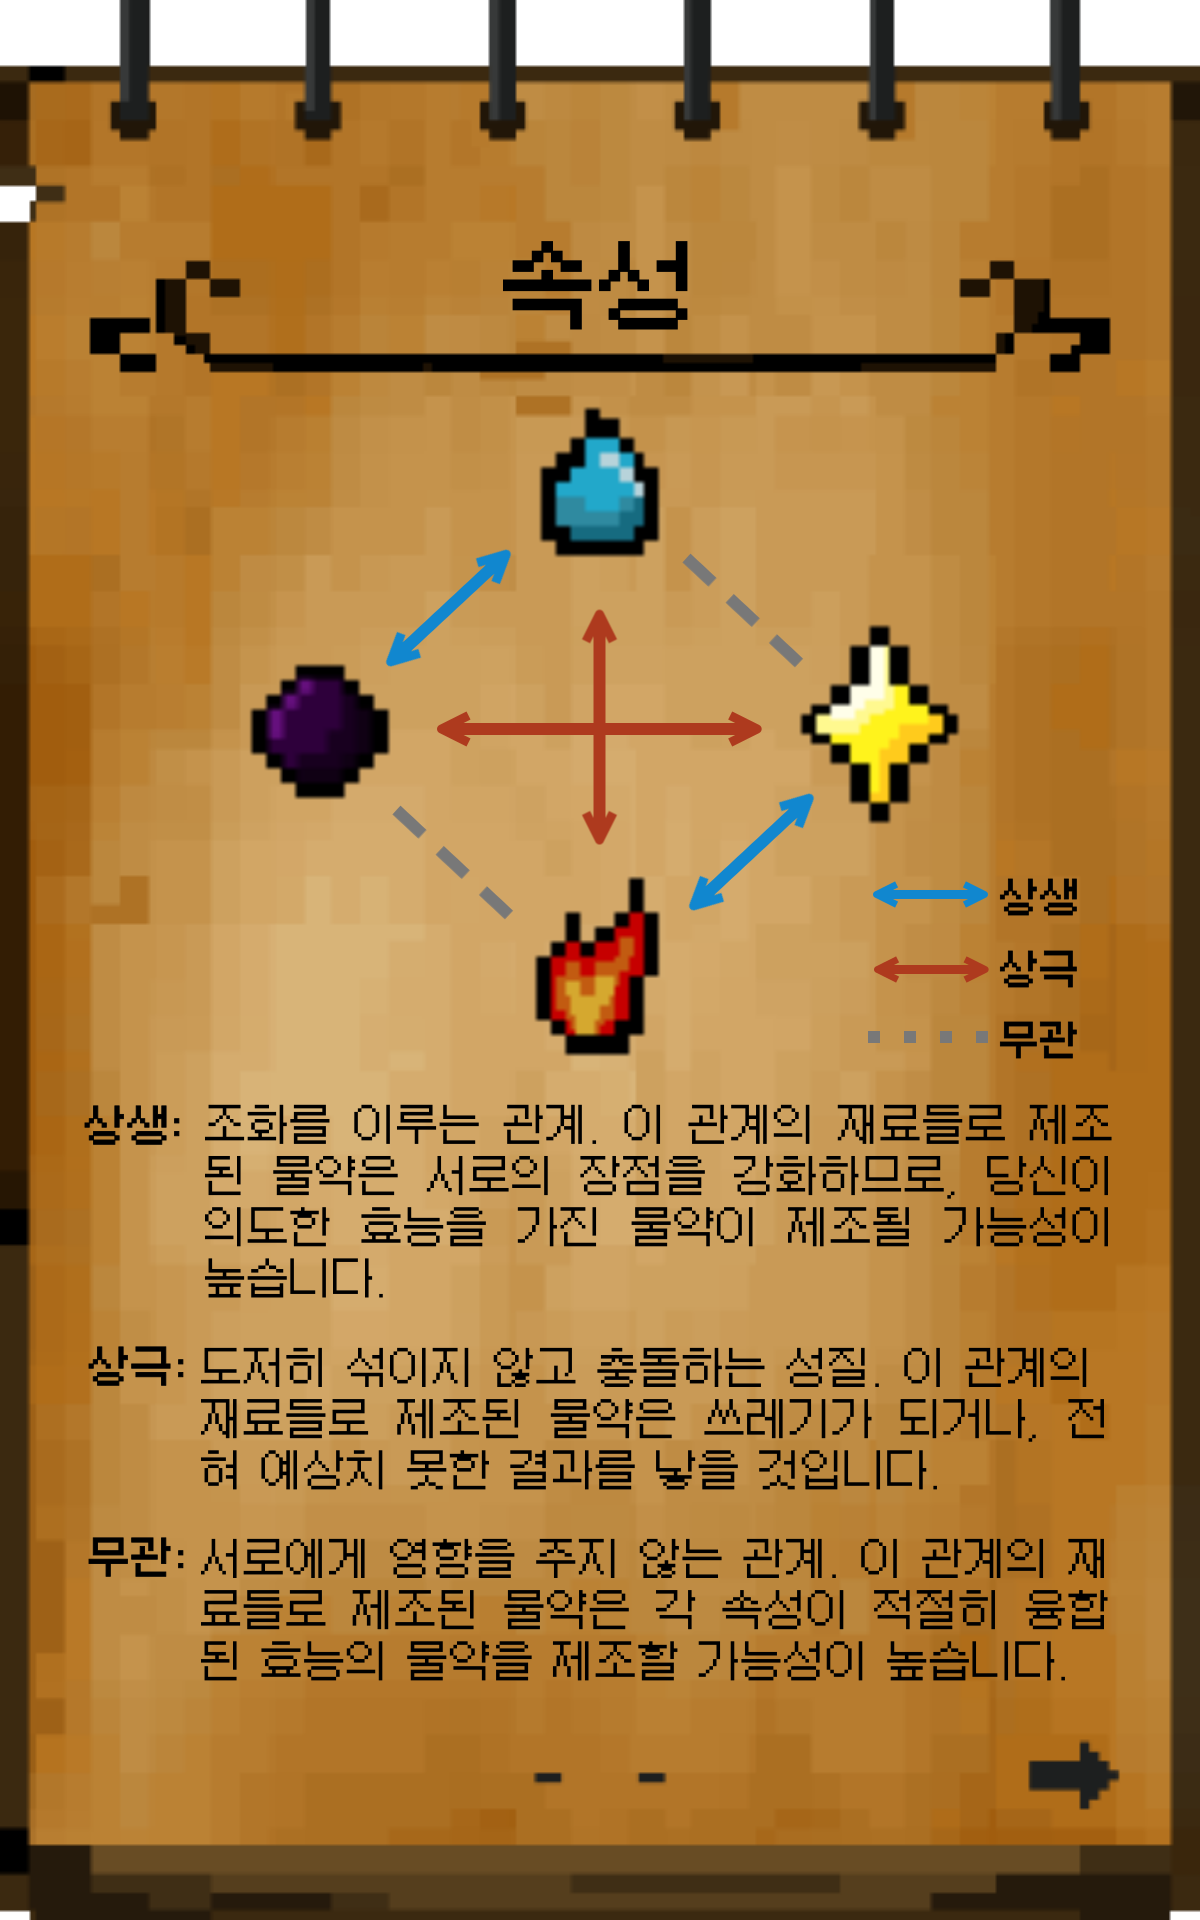 속성
상생
상극
무관
상생: 조화를 이루는 관계. 이 관계의 재료들로 제조
된 물약은 서로의 장점을 강화하므로, 당신이
의도한 효능을 가진 물약이 제조될 가능성이
높습니다.
상극: 도저히 섞이지 않고 충돌하는 성질. 이 관계의
재료들로 제조된 물약은 쓰레기가 되거나, 전
혀 예상치 못한 결과를 낳을 것입니다.
무관: 서로에게 영향을 주지 않는 관계. 이 관계의 재
료들로 제조된 물약은 각 속성이 적절히 융합
된 효능의 물약을 제조할 가능성이 높습니다.
- -